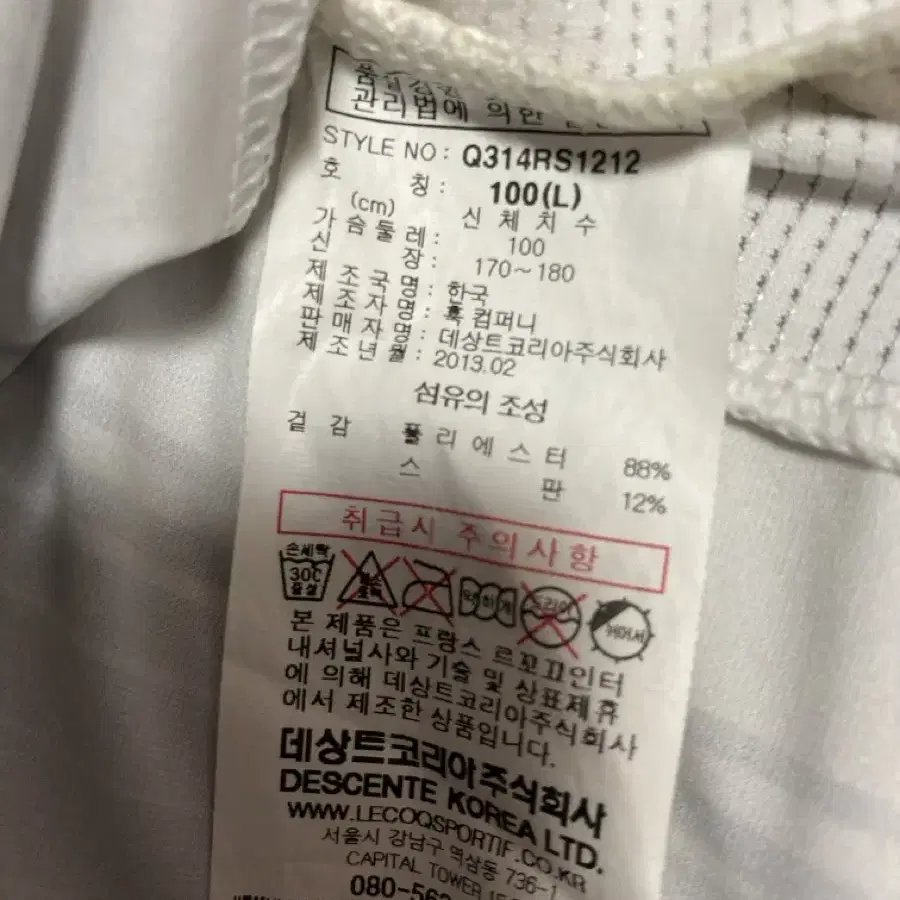 관리법에 의한
STYLE NO: Q314RS1212
호 칭: 100(L)
(cm) 신체치수
가슴둘레: 100
신 장: 170~180
제조국명: 한국
제조자명: 훅 컴퍼니
판매자명: 데상트코리아주식회사
제조년월: 2013.02
섬유의 조성
겉감 폴리에스터 88%
스판 12%
취급시 주의사항
손세탁
30C
중성
드라이
본 제품은 프랑스 르꼬끄인터
내셔널사와 기술 및 상표제휴
에 의해 데상트코리아주식회사
에서 제조한 상품입니다.
데상트코리아주식회사
DESCENTE KOREA LTD.
WWW.LECOQSPORTIF.CO.KR
서울시 강남구 역삼동 736-1
CAPITAL TOWER
080-562